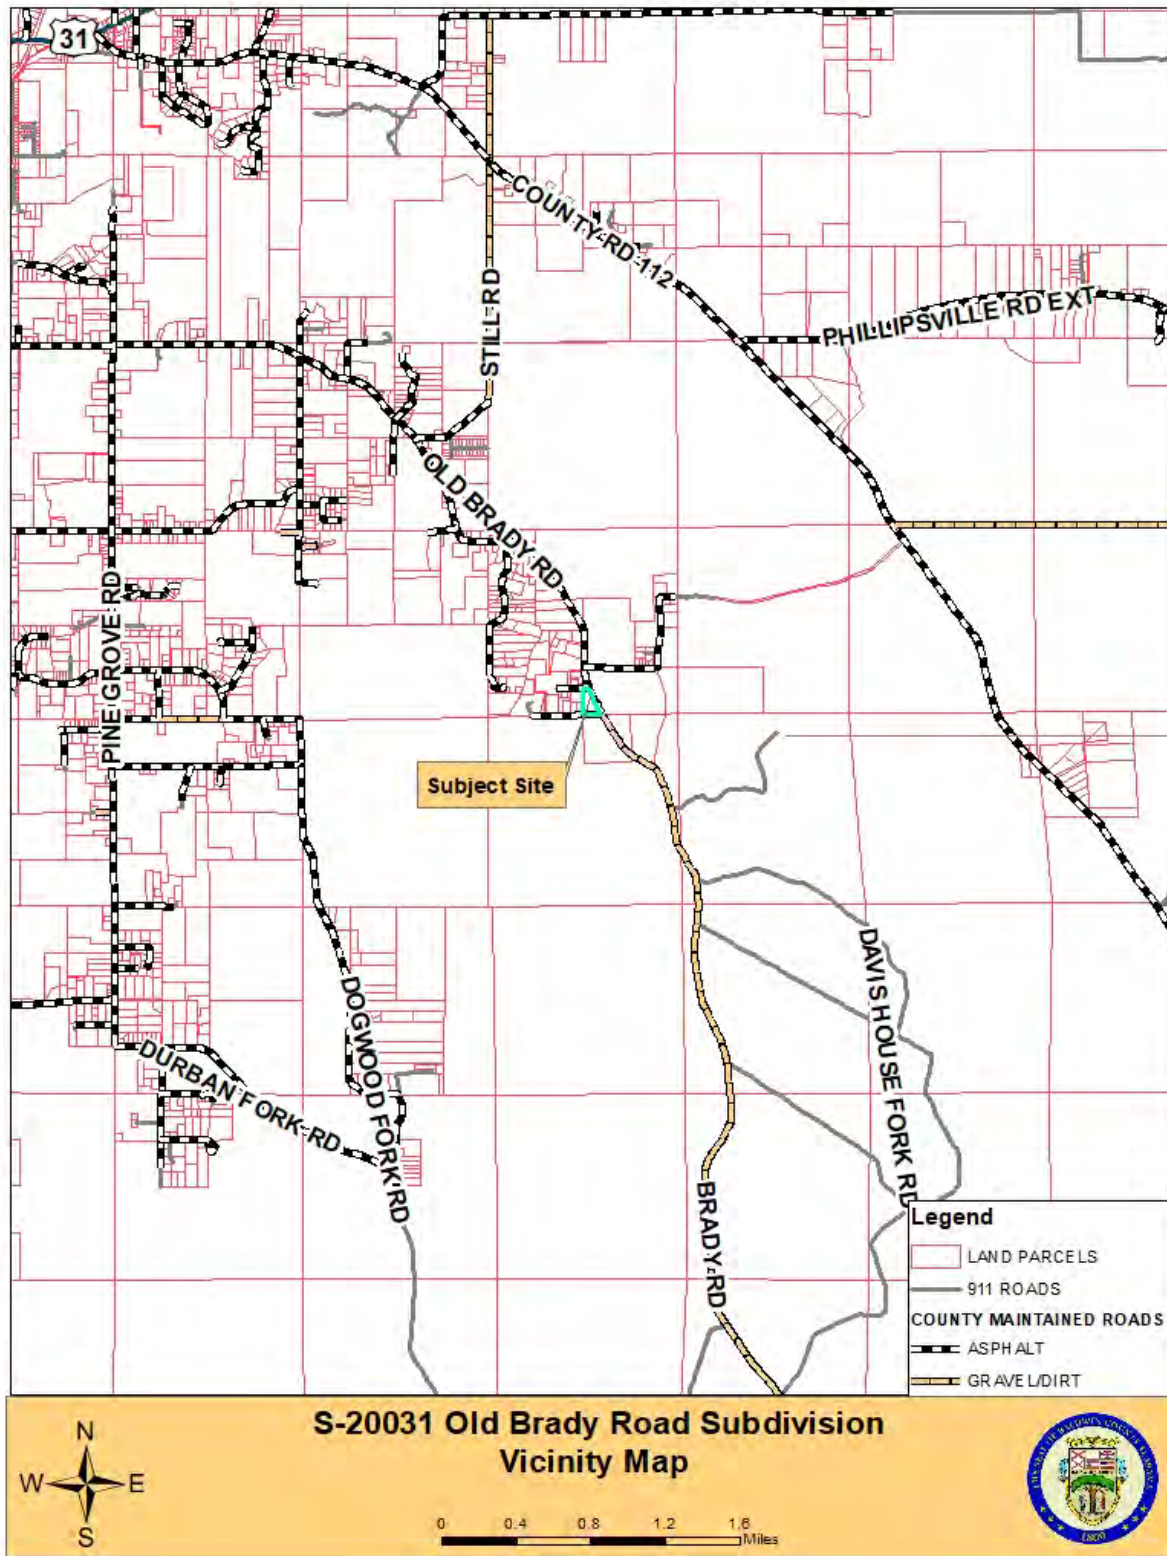 31
COUNTY RD 112
STILL RD
PHILLIPSVILLE RD EXT
OLD BRADY RD
PINE GROVE RD
Subject Site
DAVIS HOUSE FORK RD
DOGWOOD FORK RD
DURBAN FORK RD
BRADY RD
Legend
LAND PARCELS
911 ROADS
COUNTY MAINTAINED ROADS
ASPHALT
GRAVEL/DIRT
S-20031 Old Brady Road Subdivision
Vicinity Map
N
W E
S
0 0.4 0.8 1.2 1.6
Miles